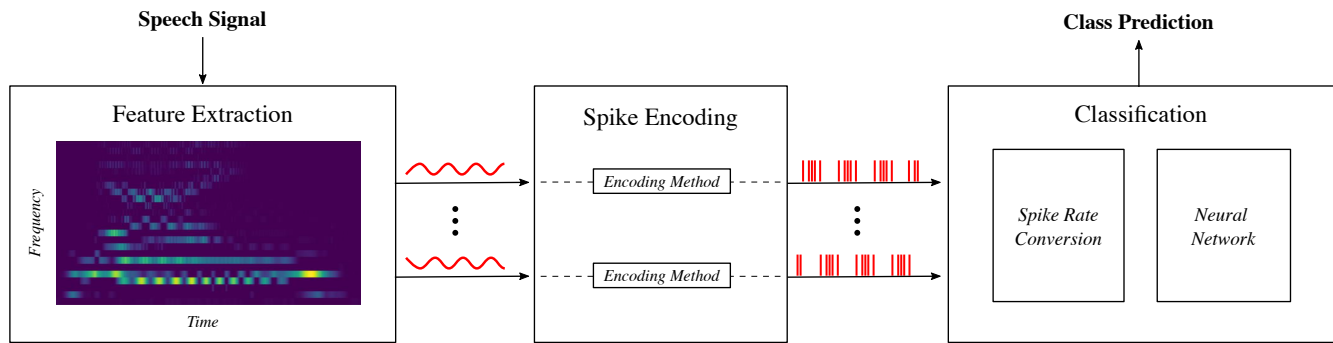 Speech Signal
Class Prediction
Feature Extraction
Frequency
Time
Spike Encoding
Encoding Method
Encoding Method
Classification
Spike Rate
Conversion
Neural
Network